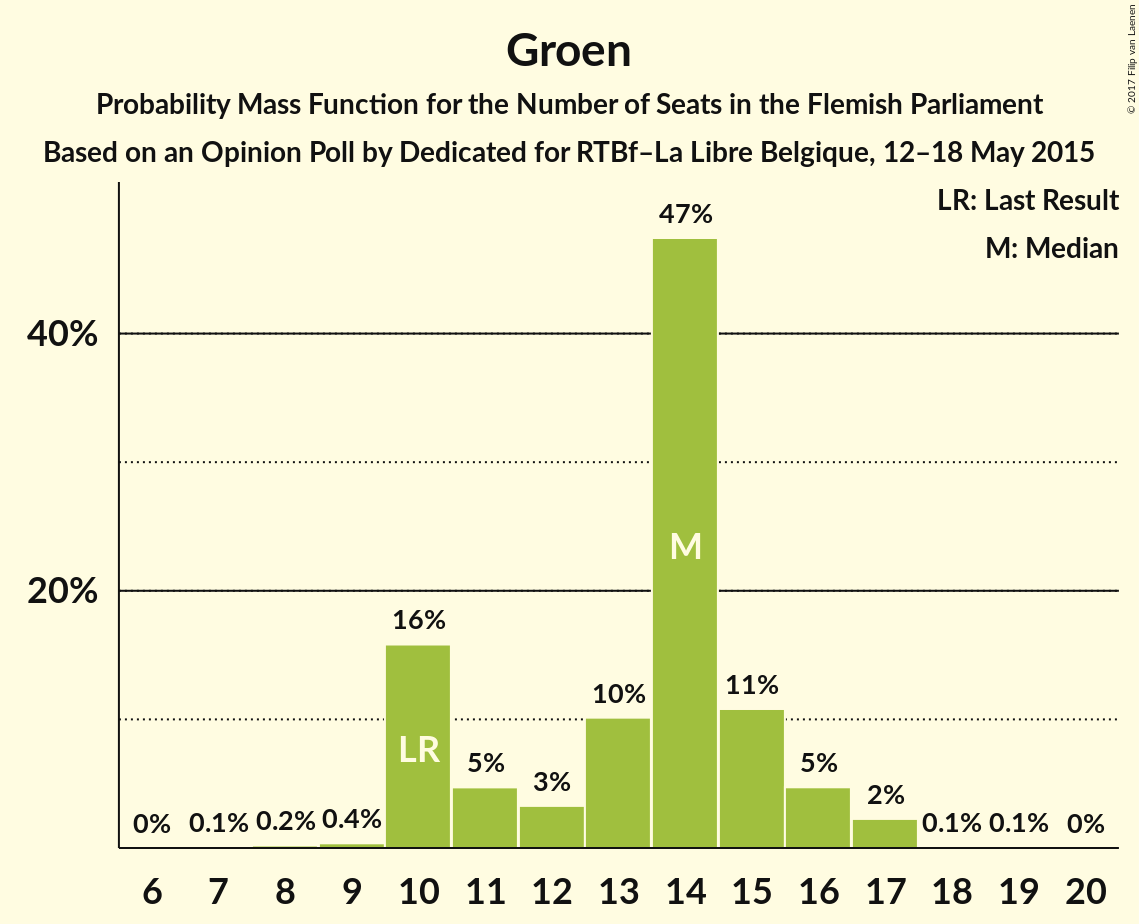 Groen
Probability Mass Function for the Number of Seats in the Flemish Parliament
Based on an Opinion Poll by Dedicated for RTBf–La Libre Belgique, 12–18 May 2015
© 2017 Filip van Laenen
LR: Last Result
M: Median
40%
20%
0% 0.1% 0.2% 0.4% 16% 5% 3% 10% 47% 11% 5% 2% 0.1% 0.1% 0%
LR
M
6 7 8 9 10 11 12 13 14 15 16 17 18 19 20